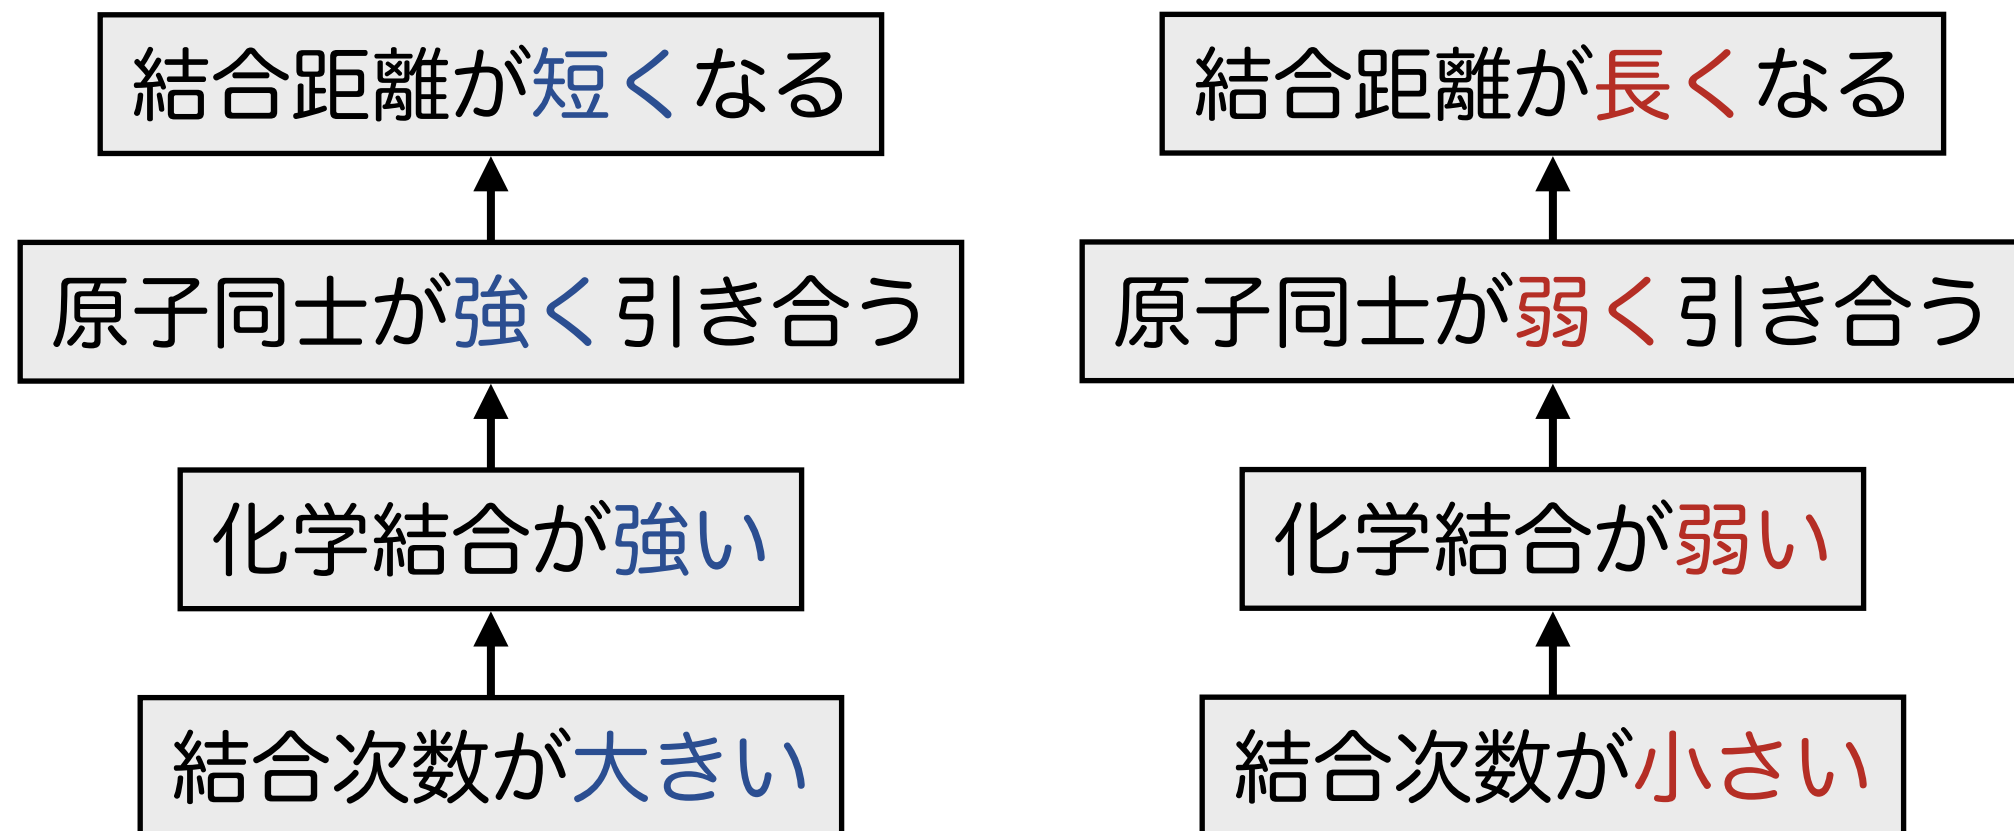 結合距離が短くなる
原子同士が強く引き合う
化学結合が強い
結合次数が大きい
結合距離が長くなる
原子同士が弱く引き合う
化学結合が弱い
結合次数が小さい